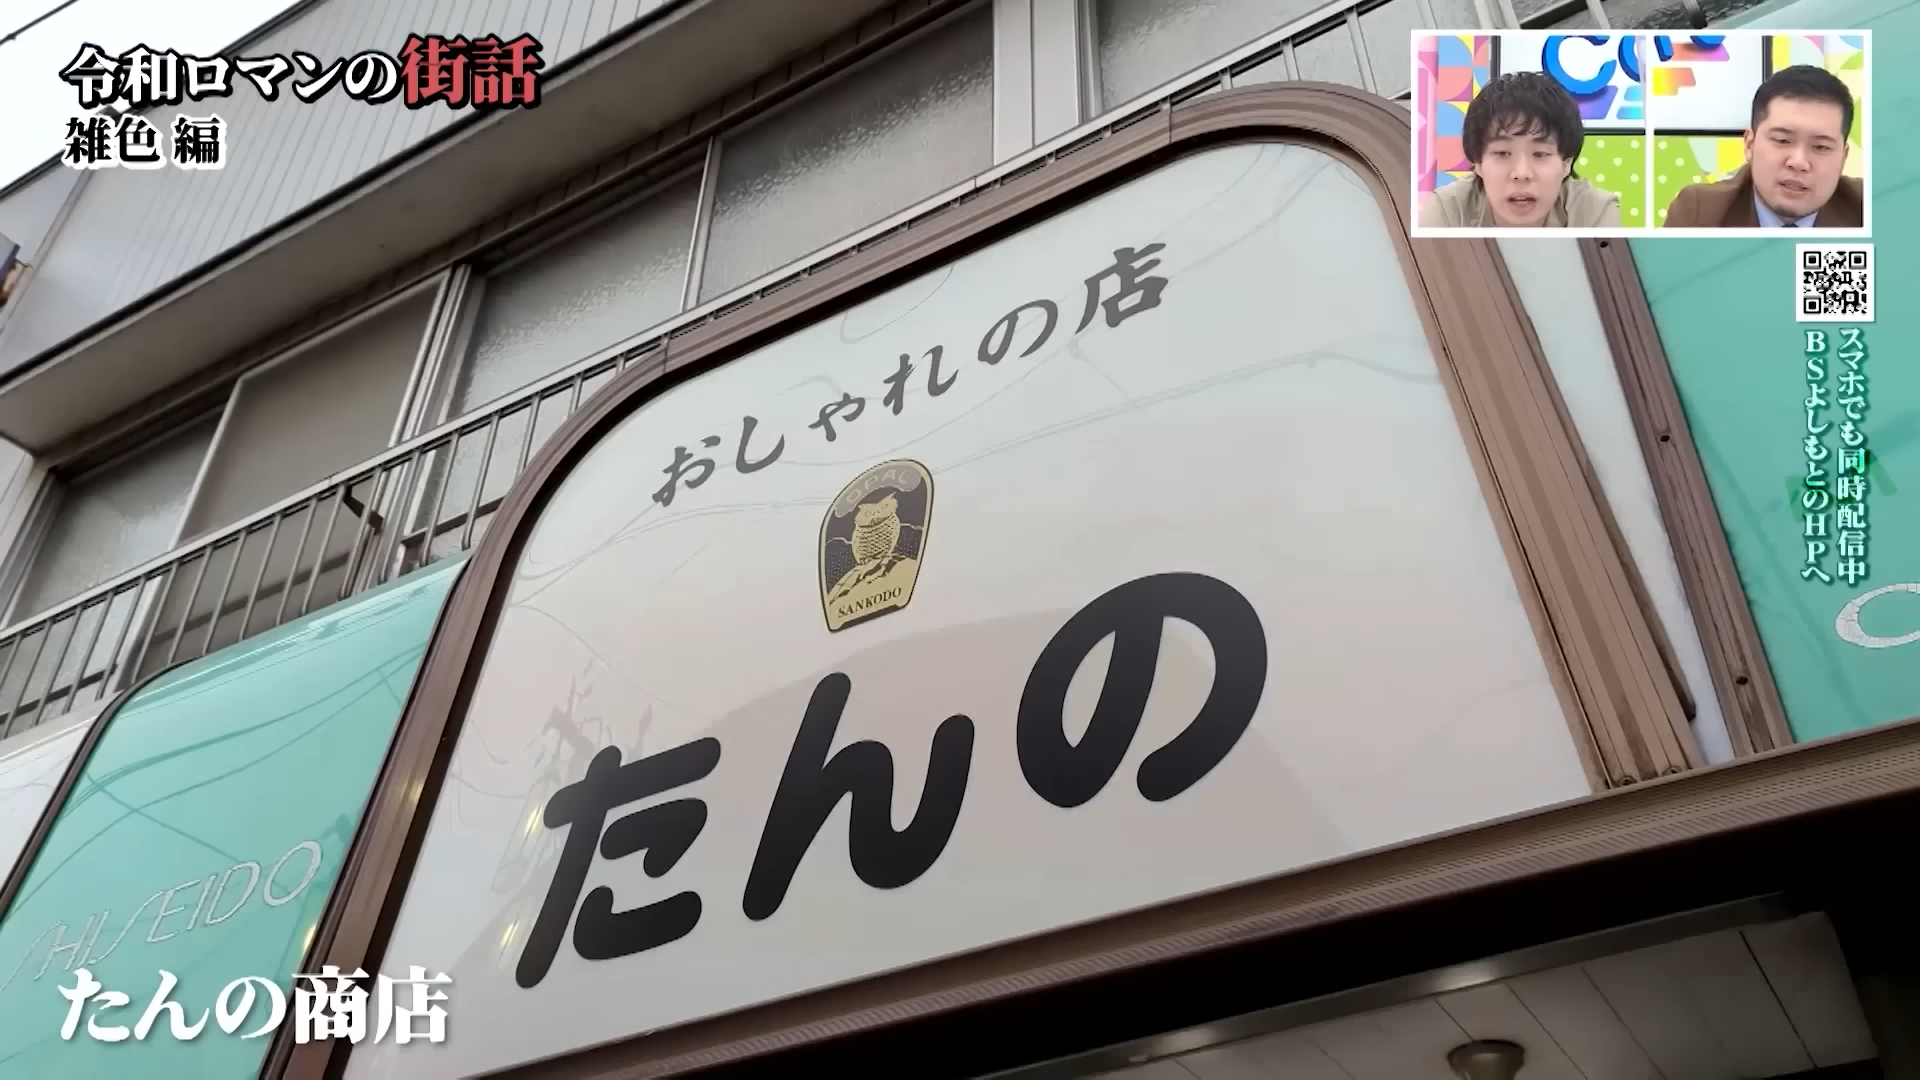 令和ロマンの街話
雑色 編
スマホでも同時配信中
BSよしもとのHPへ
おしゃれの店
OPAL
SANKODO
たんの
SHISEIDO
たんの商店